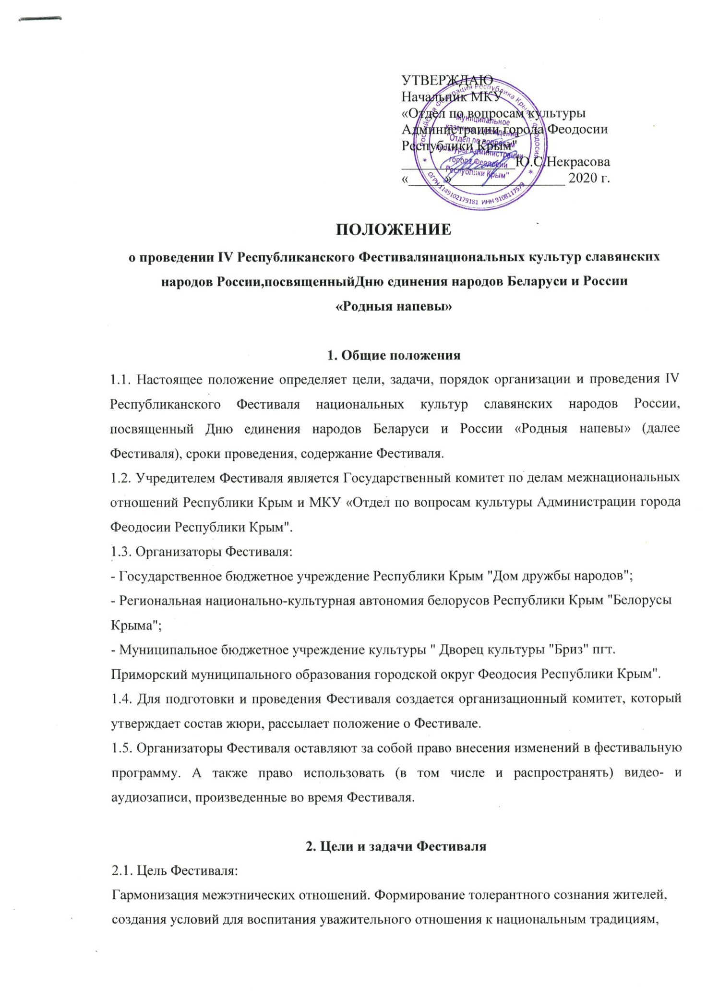 УТВЕРЖДАЮ
Начальник МКУ
«Отдел по вопросам культуры
Администрации города Феодосии
Республики Крым"
________________Ю.С.Некрасова
«_____»________________ 2020 г.
Российская Федерация Республика Крым г. Феодосия
Муниципальное
казенное учреждение
"Отдел по вопросам
культуры Администрации
города Феодосии
Республики Крым"
* ОГРН 1149102179181 ИНН 9108117579 *
ПОЛОЖЕНИЕ
о проведении IV Республиканского Фестиваля­национальных культур славянских
народов России,посвященныйДню единения народов Беларуси и России
«Родныя напевы»
1. Общие положения
1.1. Настоящее положение определяет цели, задачи, порядок организации и проведения IV
Республиканского Фестиваля национальных культур славянских народов России,
посвященный Дню единения народов Беларуси и России «Родныя напевы» (далее
Фестиваля), сроки проведения, содержание Фестиваля.
1.2. Учредителем Фестиваля является Государственный комитет по делам межнациональных
отношений Республики Крым и МКУ «Отдел по вопросам культуры Администрации города
Феодосии Республики Крым".
1.3. Организаторы Фестиваля:
- Государственное бюджетное учреждение Республики Крым "Дом дружбы народов";
- Региональная национально-культурная автономия белорусов Республики Крым "Белорусы
Крыма";
- Муниципальное бюджетное учреждение культуры " Дворец культуры "Бриз" пгт.
Приморский муниципального образования городской округ Феодосия Республики Крым".
1.4. Для подготовки и проведения Фестиваля создается организационный комитет, который
утверждает состав жюри, рассылает положение о Фестивале.
1.5. Организаторы Фестиваля оставляют за собой право внесения изменений в фестивальную
программу. А также право использовать (в том числе и распространять) видео- и
аудиозаписи, произведенные во время Фестиваля.
2. Цели и задачи Фестиваля
2.1. Цель Фестиваля:
Гармонизация межэтнических отношений. Формирование толерантного сознания жителей,
создания условий для воспитания уважительного отношения к национальным традициям,